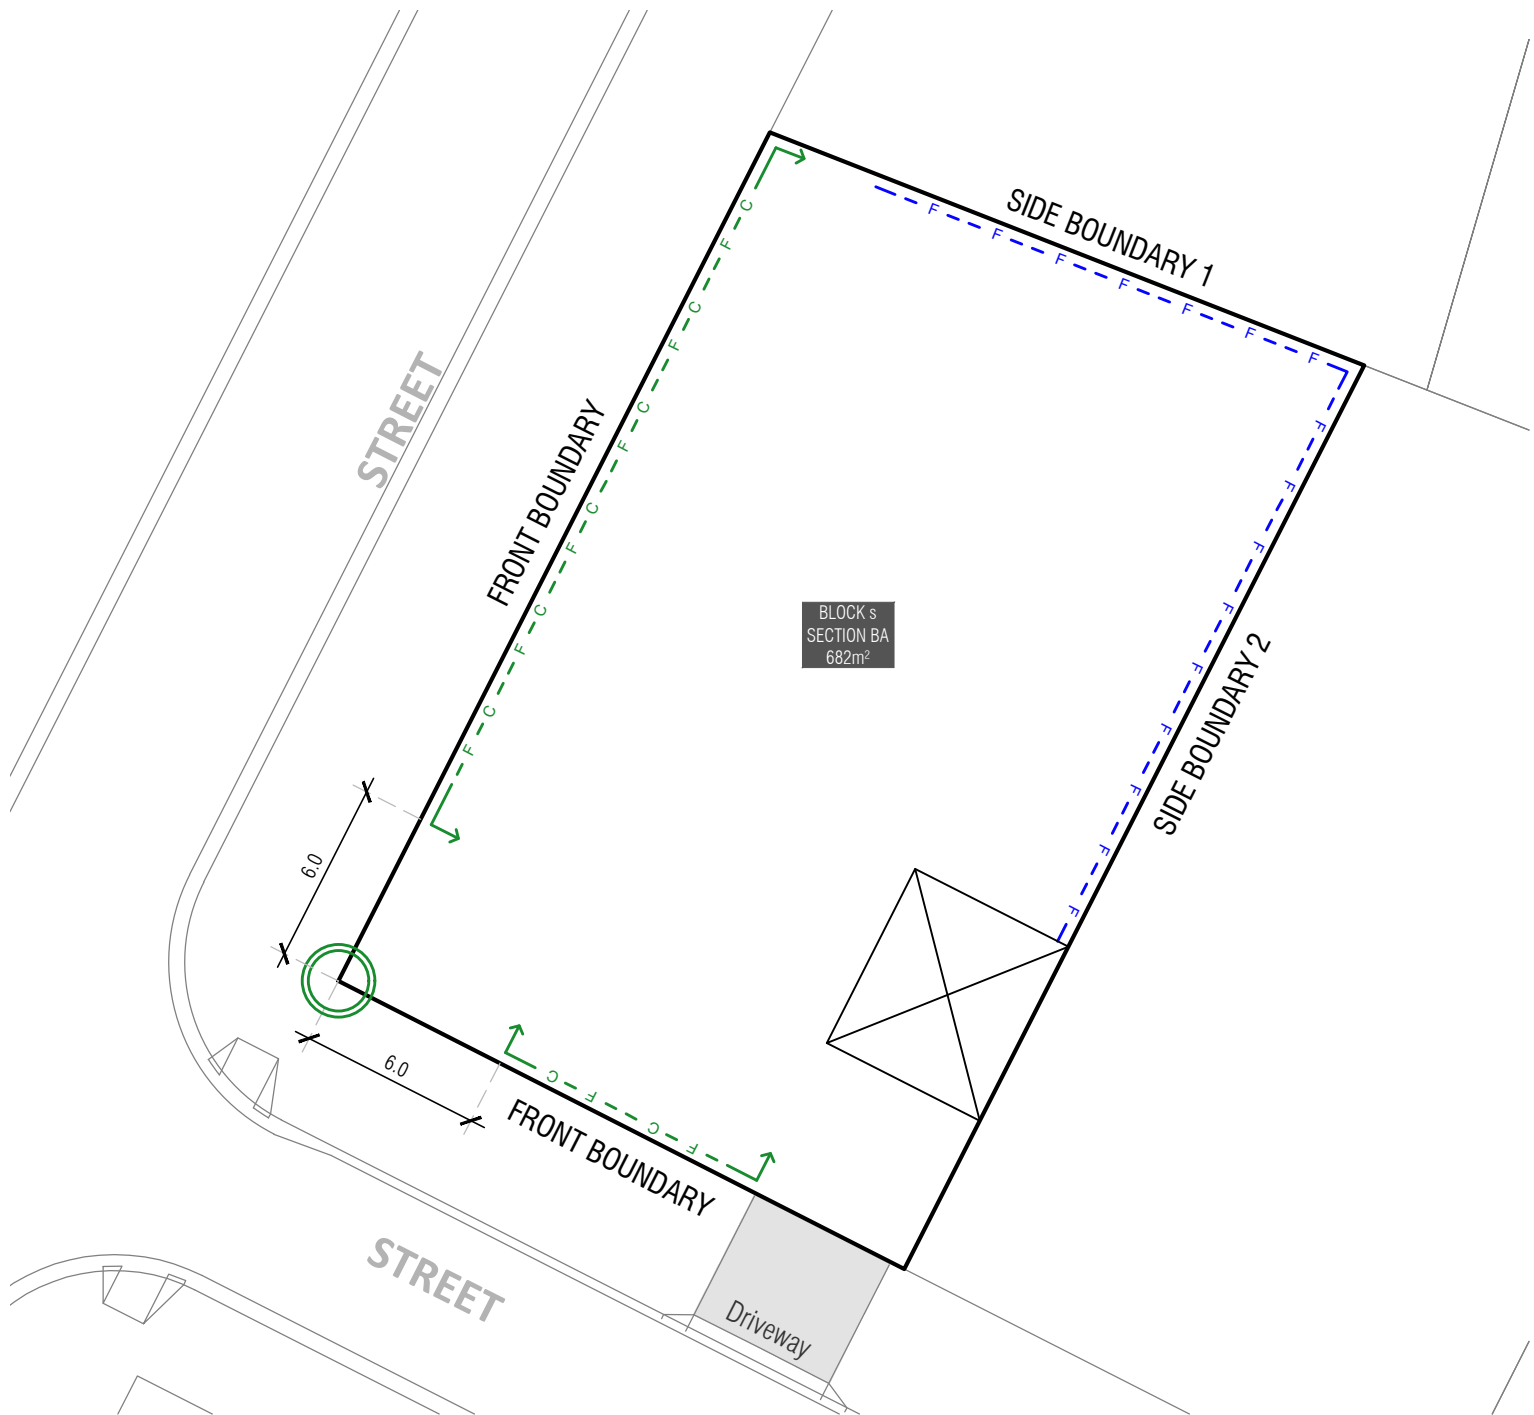 SIDE BOUNDARY 1
F F F F F F F
C F C F C F C F C F C F
STREET
FRONT BOUNDARY
F F F F F F F F F
BLOCK s
SECTION BA
682m²
SIDE BOUNDARY 2
6.0
6.0
C F C F
FRONT BOUNDARY
STREET
Driveway